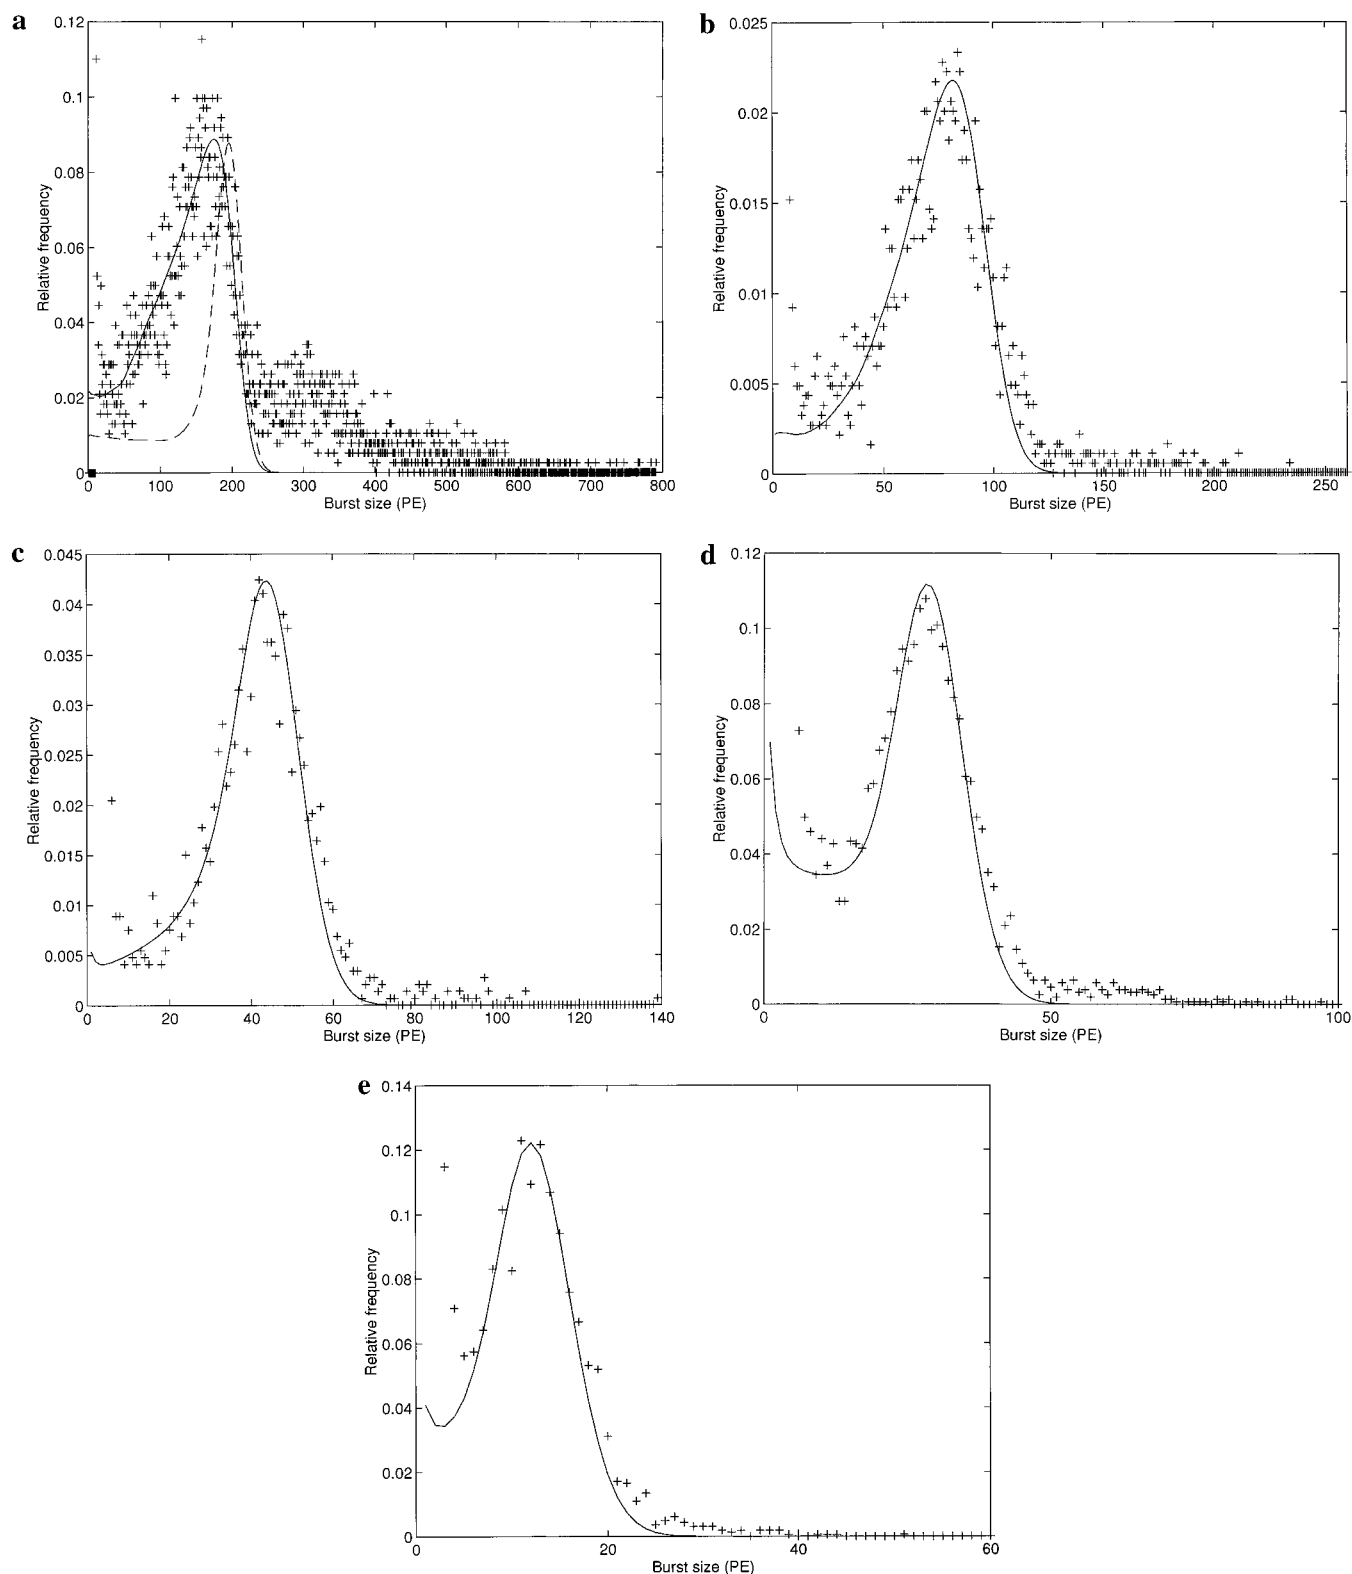 a
0.12
0.1
0.08
0.06
0.04
0.02
0
Relative frequency
0 100 200 300 400 500 600 700 800
Burst size (PE)
b
0.025
0.02
0.015
0.01
0.005
0
Relative frequency
0 50 100 150 200 250
Burst size (PE)
c
0.045
0.04
0.035
0.03
0.025
0.02
0.015
0.01
0.005
0
Relative frequency
0 20 40 60 80 100 120 140
Burst size (PE)
d
0.12
0.1
0.08
0.06
0.04
0.02
0
Relative frequency
0 50 100
Burst size (PE)
e
0.14
0.12
0.1
0.08
0.06
0.04
0.02
0
Relative frequency
0 20 40 60
Burst size (PE)